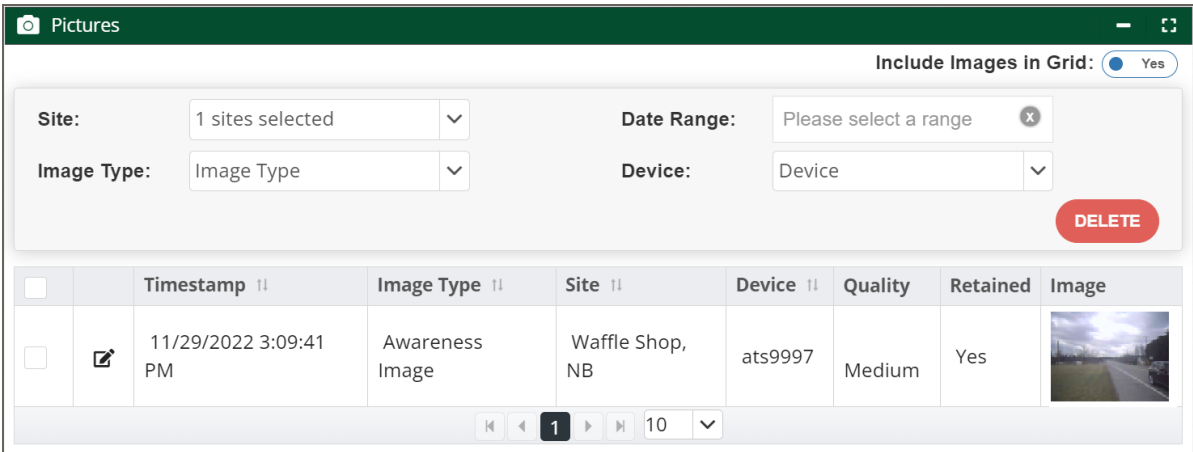 Pictures
Include Images in Grid: Yes
Site: 1 sites selected Date Range: Please select a range
Image Type: Image Type Device: Device
DELETE
Timestamp Image Type Site Device Quality Retained Image
11/29/2022 3:09:41 Awareness Waffle Shop, ats9997 Yes
PM Image NB Medium
1 10